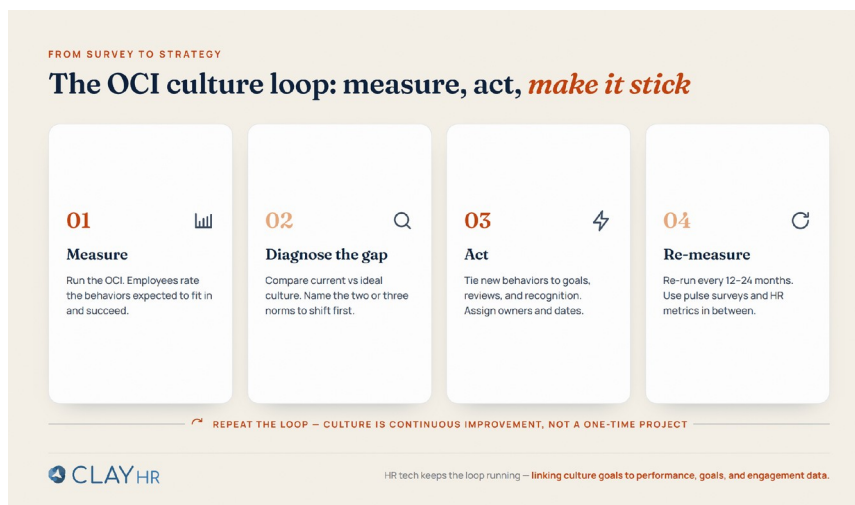 FROM SURVEY TO STRATEGY
The OCI culture loop: measure, act, make it stick
01
Measure
Run the OCI. Employees rate
the behaviors expected to fit in
and succeed.
02
Diagnose the gap
Compare current vs ideal
culture. Name the two or three
norms to shift first.
03
Act
Tie new behaviors to goals,
reviews, and recognition.
Assign owners and dates.
04
Re-measure
Re-run every 12–24 months.
Use pulse surveys and HR
metrics in between.
REPEAT THE LOOP — CULTURE IS CONTINUOUS IMPROVEMENT, NOT A ONE-TIME PROJECT
CLAYHR
HR tech keeps the loop running — linking culture goals to performance, goals, and engagement data.